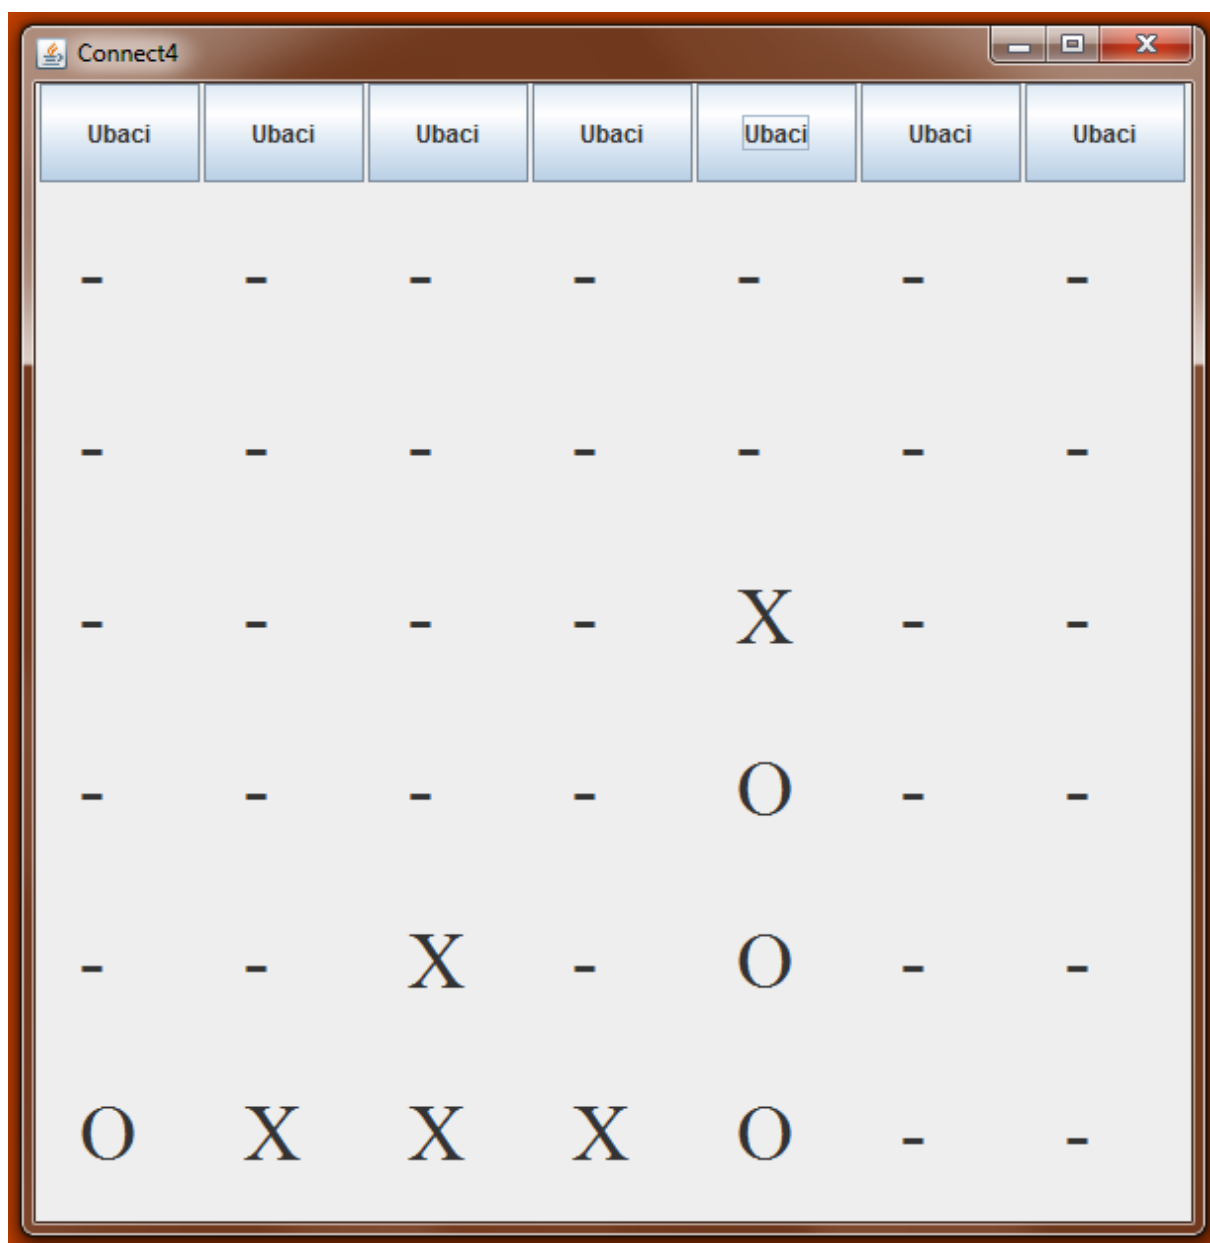 Connect4
Ubaci Ubaci Ubaci Ubaci Ubaci Ubaci Ubaci
- - - - - - -
- - - - - - -
- - - - X - -
- - - - O - -
- - X - O - -
O X X X O - -